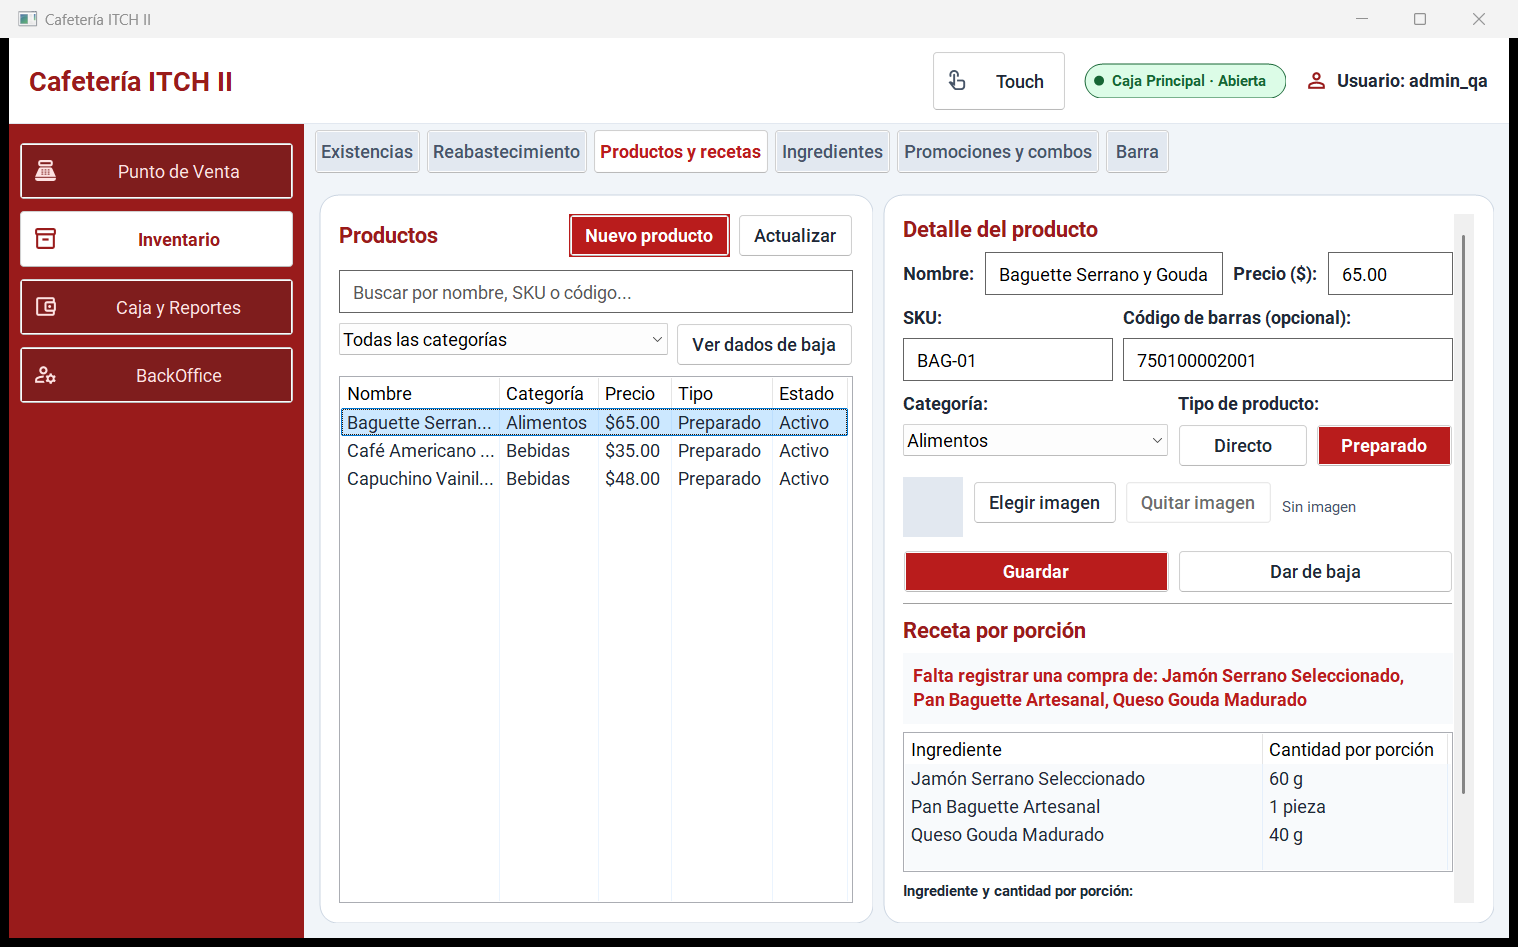 Cafetería ITCH II
Cafetería ITCH II
Touch
Caja Principal · Abierta
Usuario: admin_qa
Punto de Venta
Inventario
Caja y Reportes
BackOffice
Existencias
Reabastecimiento
Productos y recetas
Ingredientes
Promociones y combos
Barra
Productos
Nuevo producto
Actualizar
Buscar por nombre, SKU o código...
Todas las categorías
Ver dados de baja
Nombre Categoría Precio Tipo Estado
Baguette Serran... Alimentos $65.00 Preparado Activo
Café Americano ... Bebidas $35.00 Preparado Activo
Capuchino Vainil... Bebidas $48.00 Preparado Activo
Detalle del producto
Nombre: Baguette Serrano y Gouda Precio ($): 65.00
SKU: Código de barras (opcional):
BAG-01 750100002001
Categoría: Tipo de producto:
Alimentos Directo Preparado
Elegir imagen Quitar imagen Sin imagen
Guardar Dar de baja
Receta por porción
Falta registrar una compra de: Jamón Serrano Seleccionado,
Pan Baguette Artesanal, Queso Gouda Madurado
Ingrediente Cantidad por porción
Jamón Serrano Seleccionado 60 g
Pan Baguette Artesanal 1 pieza
Queso Gouda Madurado 40 g
Ingrediente y cantidad por porción: